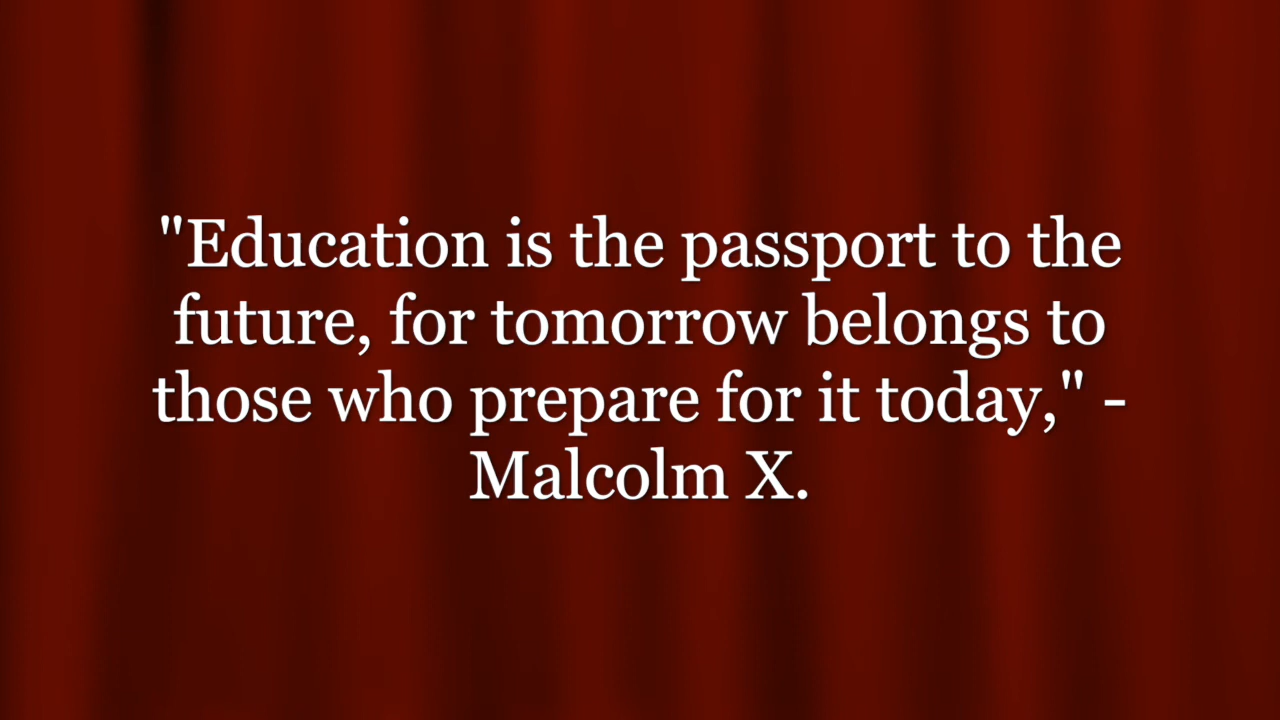 "Education is the passport to the
future, for tomorrow belongs to
those who prepare for it today," -
Malcolm X.